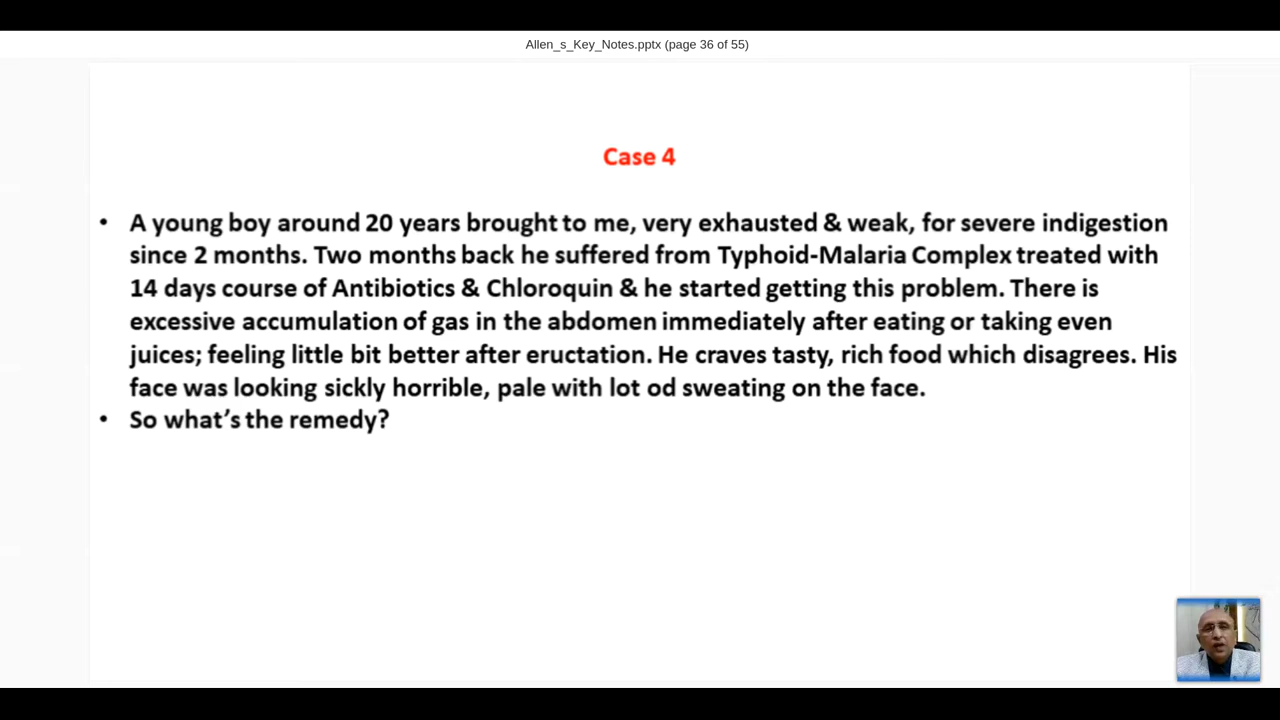 Allen_s_Key_Notes.pptx (page 36 of 55)
Case 4
• A young boy around 20 years brought to me, very exhausted & weak, for severe indigestion
since 2 months. Two months back he suffered from Typhoid-Malaria Complex treated with
14 days course of Antibiotics & Chloroquin & he started getting this problem. There is
excessive accumulation of gas in the abdomen immediately after eating or taking even
juices; feeling little bit better after eructation. He craves tasty, rich food which disagrees. His
face was looking sickly horrible, pale with lot od sweating on the face.
• So what’s the remedy?